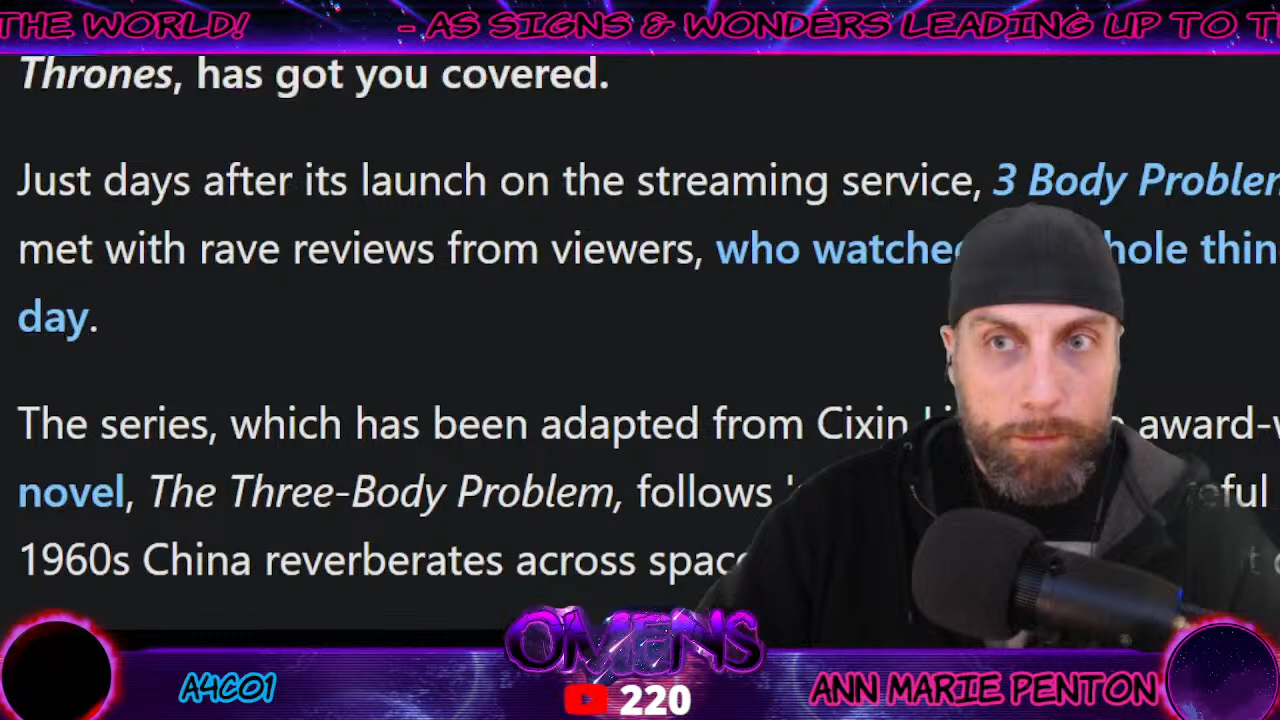 THE WORLD! - AS SIGNS & WONDERS LEADING UP TO T
Thrones, has got you covered.
Just days after its launch on the streaming service, 3 Body Problem
met with rave reviews from viewers, who watched whole thin
day.
The series, which has been adapted from Cixin award-w
novel, The Three-Body Problem, follows
1960s China reverberates across space
OMENS
A4C01
220
ANN MARIE PENTON